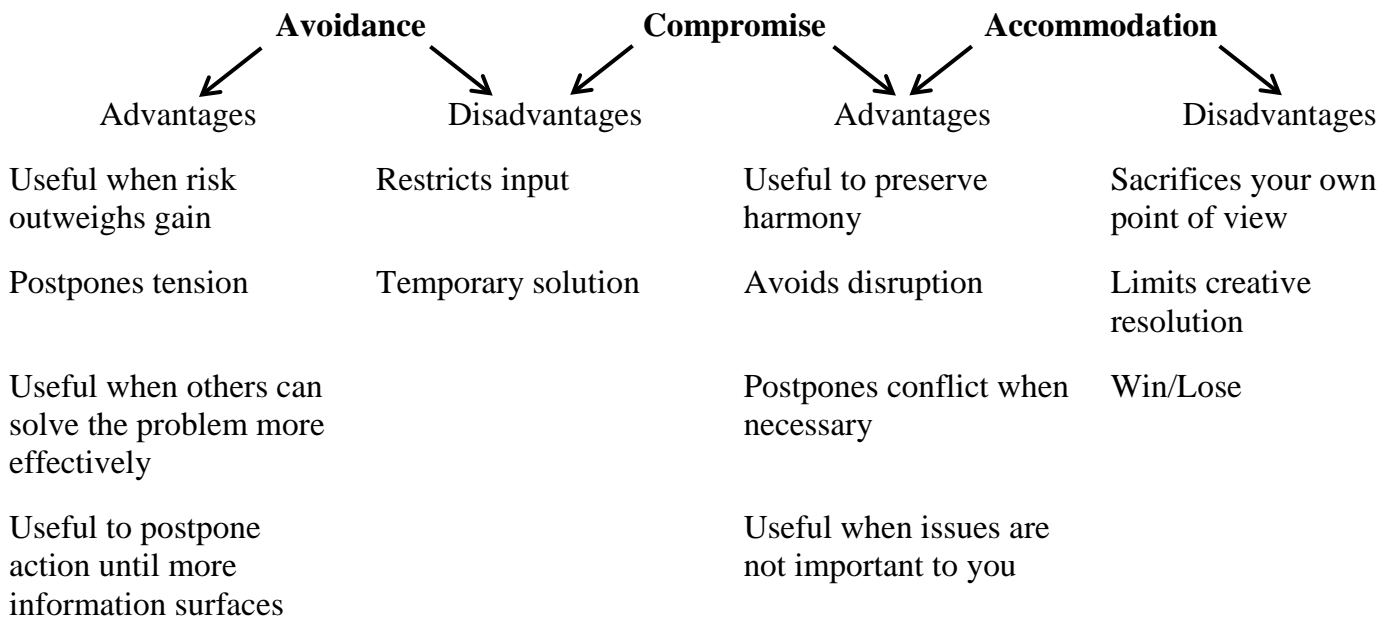 Avoidance Compromise Accommodation
Advantages Disadvantages Advantages Disadvantages
Useful when risk
outweighs gain
Restricts input
Useful to preserve
harmony
Sacrifices your own
point of view
Postpones tension
Temporary solution
Avoids disruption
Limits creative
resolution
Useful when others can
solve the problem more
effectively
Postpones conflict when
necessary
Win/Lose
Useful to postpone
action until more
information surfaces
Useful when issues are
not important to you